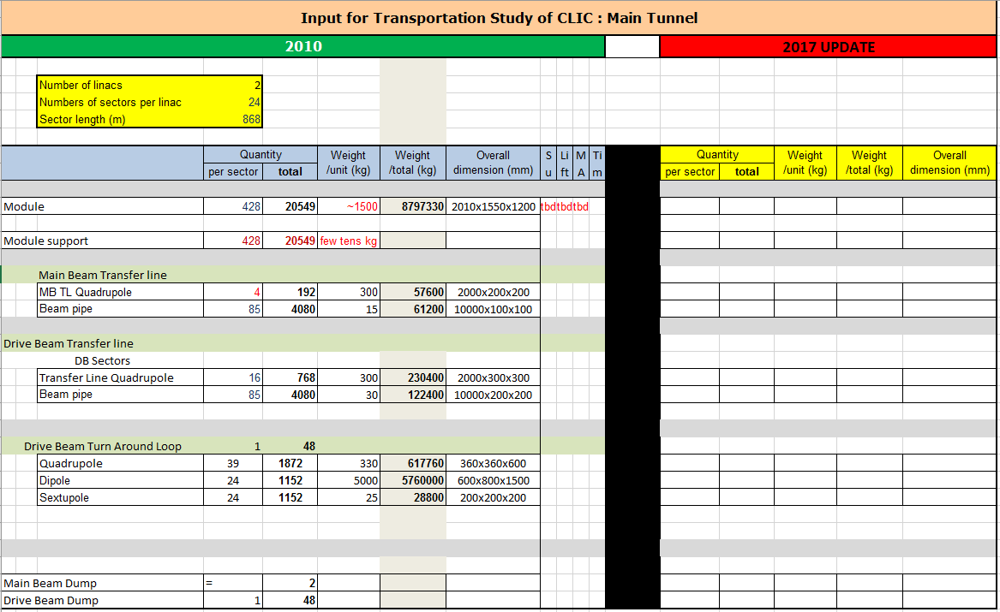 Input for Transportation Study of CLIC : Main Tunnel
2010 2017 UPDATE
Number of linacs 2
Numbers of sectors per linac 24
Sector length (m) 868
Quantity Weight /unit (kg) Weight /total (kg) Overall dimension (mm) Su Lift MA Tim Quantity Weight /unit (kg) Weight /total (kg) Overall dimension (mm)
per sector total per sector total
Module 428 20549 ~1500 8797330 2010x1550x1200 tbd tbd tbd
Module support 428 20549 few tens kg
Main Beam Transfer line
MB TL Quadrupole 4 192 300 57600 2000x200x200
Beam pipe 85 4080 15 61200 10000x100x100
Drive Beam Transfer line
DB Sectors
Transfer Line Quadrupole 16 768 300 230400 2000x300x300
Beam pipe 85 4080 30 122400 10000x200x200
Drive Beam Turn Around Loop 1 48
Quadrupole 39 1872 330 617760 360x360x600
Dipole 24 1152 5000 5760000 600x800x1500
Sextupole 24 1152 25 28800 200x200x200
Main Beam Dump = 2
Drive Beam Dump 1 48